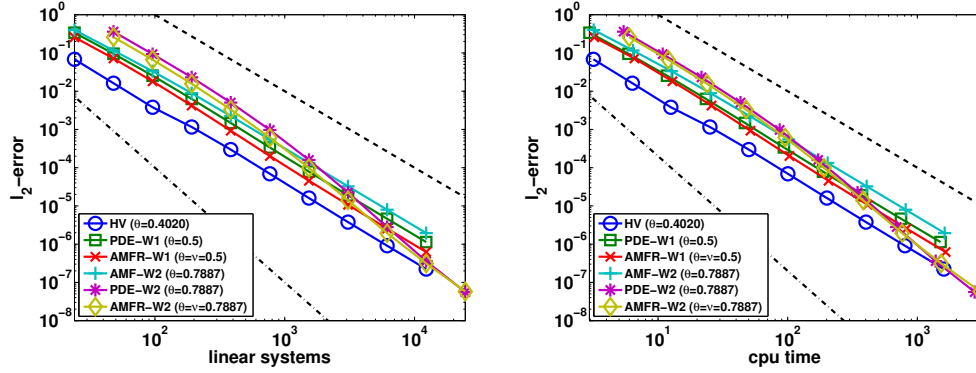 10^0
10^-1
10^-2
10^-3
10^-4
10^-5
10^-6
10^-7
10^-8
l_2-error
HV (θ=0.4020)
PDE-W1 (θ=0.5)
AMFR-W1 (θ=ν=0.5)
AMF-W2 (θ=0.7887)
PDE-W2 (θ=0.7887)
AMFR-W2 (θ=ν=0.7887)
10^2
10^3
10^4
linear systems
10^0
10^-1
10^-2
10^-3
10^-4
10^-5
10^-6
10^-7
10^-8
l_2-error
HV (θ=0.4020)
PDE-W1 (θ=0.5)
AMFR-W1 (θ=ν=0.5)
AMF-W2 (θ=0.7887)
PDE-W2 (θ=0.7887)
AMFR-W2 (θ=ν=0.7887)
10^1
10^2
10^3
cpu time